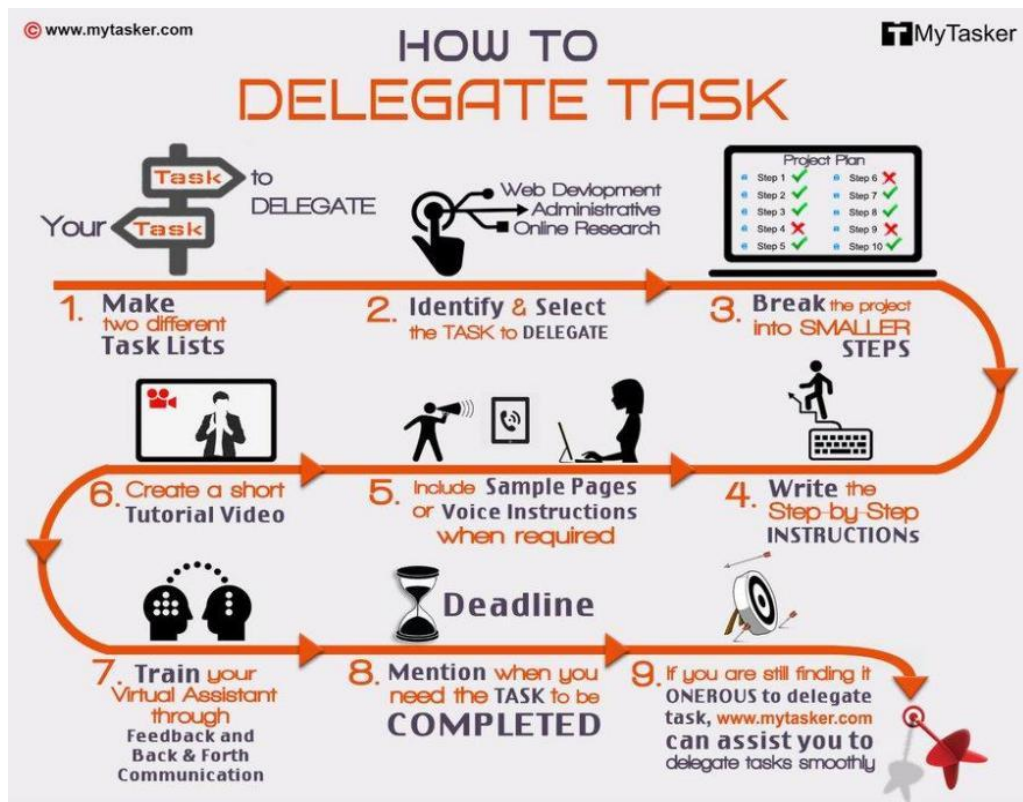 © www.mytasker.com
MyTasker
HOW TO
DELEGATE TASK
Task to
DELEGATE
Your Task
Web Devlopment
Administrative
Online Research
Project Plan
Step 1
Step 2
Step 3
Step 4
Step 5
Step 6
Step 7
Step 8
Step 9
Step 10
1. Make
two different
Task Lists
2. Identify & Select
the TASK to DELEGATE
3. Break the project
into SMALLER
STEPS
4. Write the
Step-by-Step
INSTRUCTIONs
5. Include Sample Pages
or Voice Instructions
when required
6. Create a short
Tutorial Video
7. Train your
Virtual Assistant
through
Feedback and
Back & Forth
Communication
Deadline
8. Mention when you
need the TASK to be
COMPLETED
9. If you are still finding it
ONEROUS to delegate
task, www.mytasker.com
can assist you to
delegate tasks smoothly